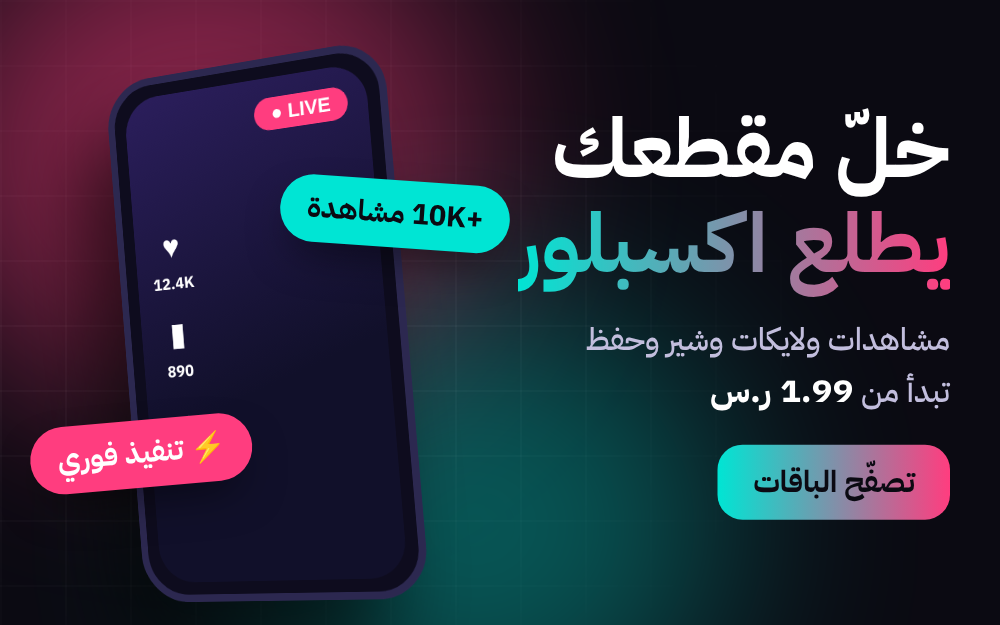 خلّ مقطعك
يطلع اكسبلور
مشاهدات ولايكات وشير وحفظ
تبدأ من 1.99 ر.س
تصفّح الباقات
LIVE
+10K مشاهدة
12.4K
890
⚡ تنفيذ فوري